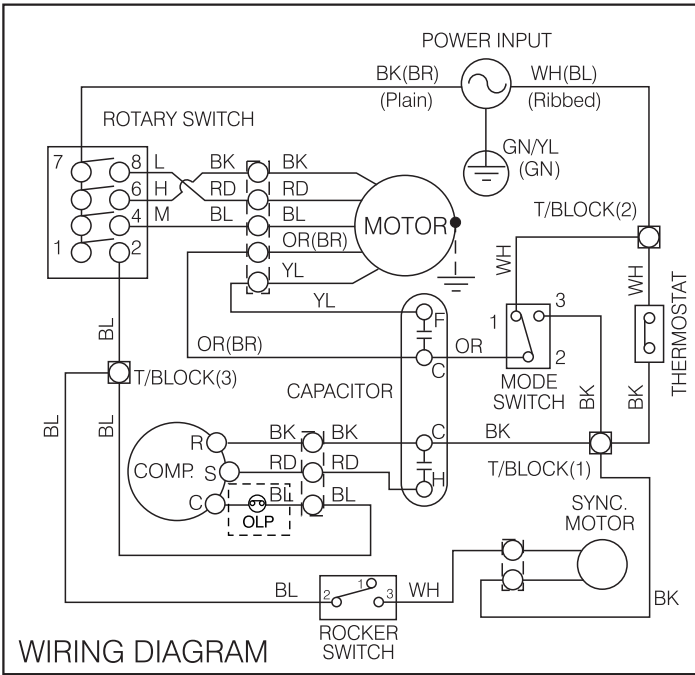 POWER INPUT
BK(BR) WH(BL)
(Plain) (Ribbed)
ROTARY SWITCH
GN/YL
(GN)
7 8 L BK BK
6 H RD RD
4 M BL BL
1 2
MOTOR
OR(BR)
YL
T/BLOCK(2)
WH
WH
THERMOSTAT
YL
F
1 3
2
BL
OR(BR)
C
OR
MODE
SWITCH
T/BLOCK(3)
CAPACITOR
BK
BK
BL
BL
R BK BK C BK
COMP. S RD RD
H
T/BLOCK(1)
C BL BL
OLP
SYNC.
MOTOR
BL 2 1 3 WH
BK
ROCKER
SWITCH
WIRING DIAGRAM